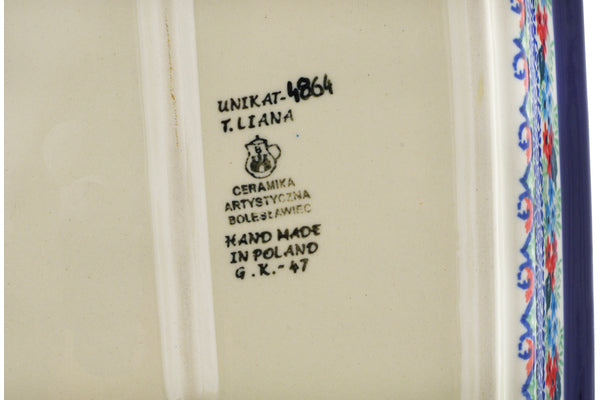 UNIKAT-4864
T. LIANA
CERAMIKA
ARTYSTYCZNA
BOLESŁAWIEC
HAND MADE
IN POLAND
G.K.-47